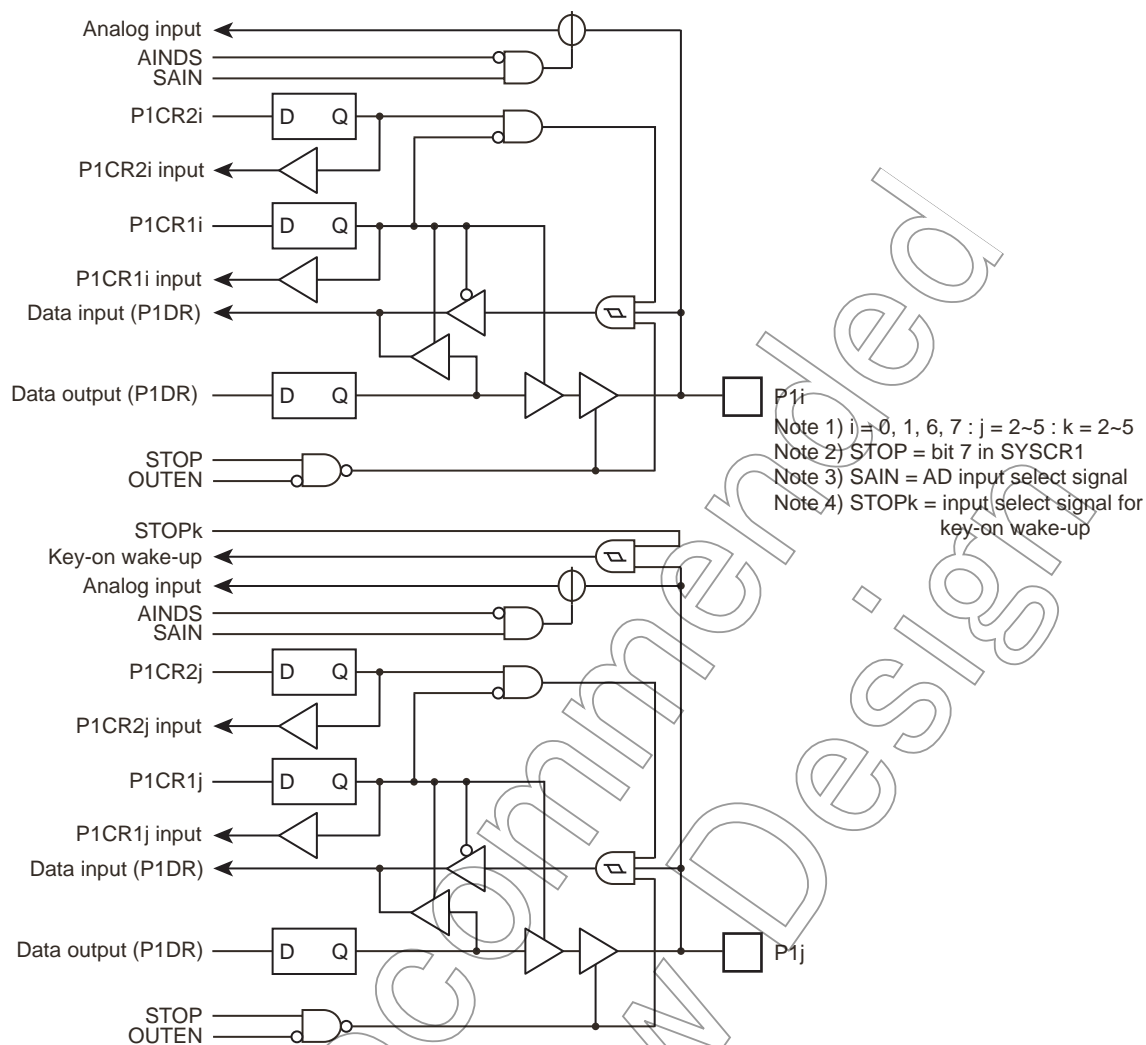 Analog input
AINDS
SAIN
P1CR2i
D Q
P1CR2i input
P1CR1i
D Q
P1CR1i input
Data input (P1DR)
Data output (P1DR)
D Q
P1i
STOP
OUTEN
Note 1) i = 0, 1, 6, 7 : j = 2~5 : k = 2~5
Note 2) STOP = bit 7 in SYSCR1
Note 3) SAIN = AD input select signal
Note 4) STOPk = input select signal for
key-on wake-up
STOPk
Key-on wake-up
Analog input
AINDS
SAIN
P1CR2j
D Q
P1CR2j input
P1CR1j
D Q
P1CR1j input
Data input (P1DR)
Data output (P1DR)
D Q
P1j
STOP
OUTEN
commended
w Design